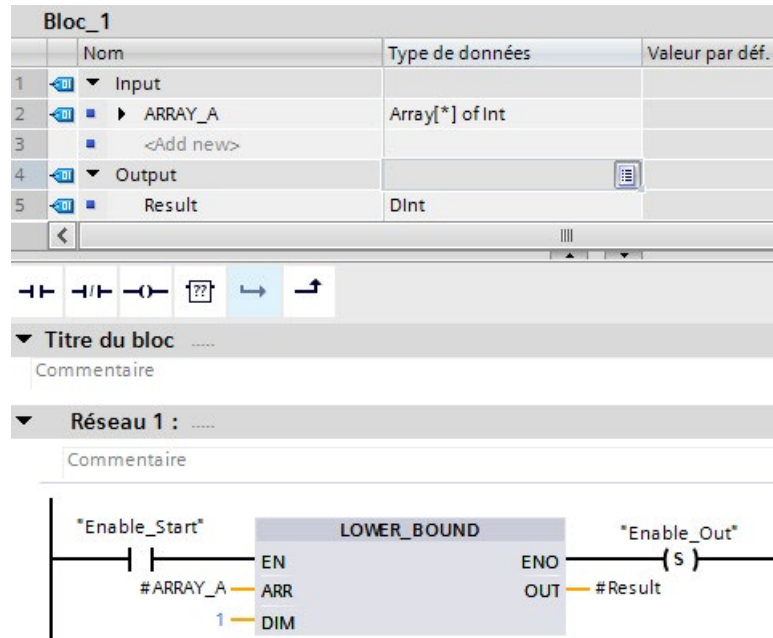 Bloc_1
Nom Type de données Valeur par déf.
1 Input
2 ARRAY_A Array[*] of Int
3 <Add new>
4 Output
5 Result DInt
??
Titre du bloc .....
Commentaire
Réseau 1 : .....
Commentaire
"Enable_Start" LOWER_BOUND "Enable_Out"
EN ENO S
#ARRAY_A ARR OUT #Result
1 DIM